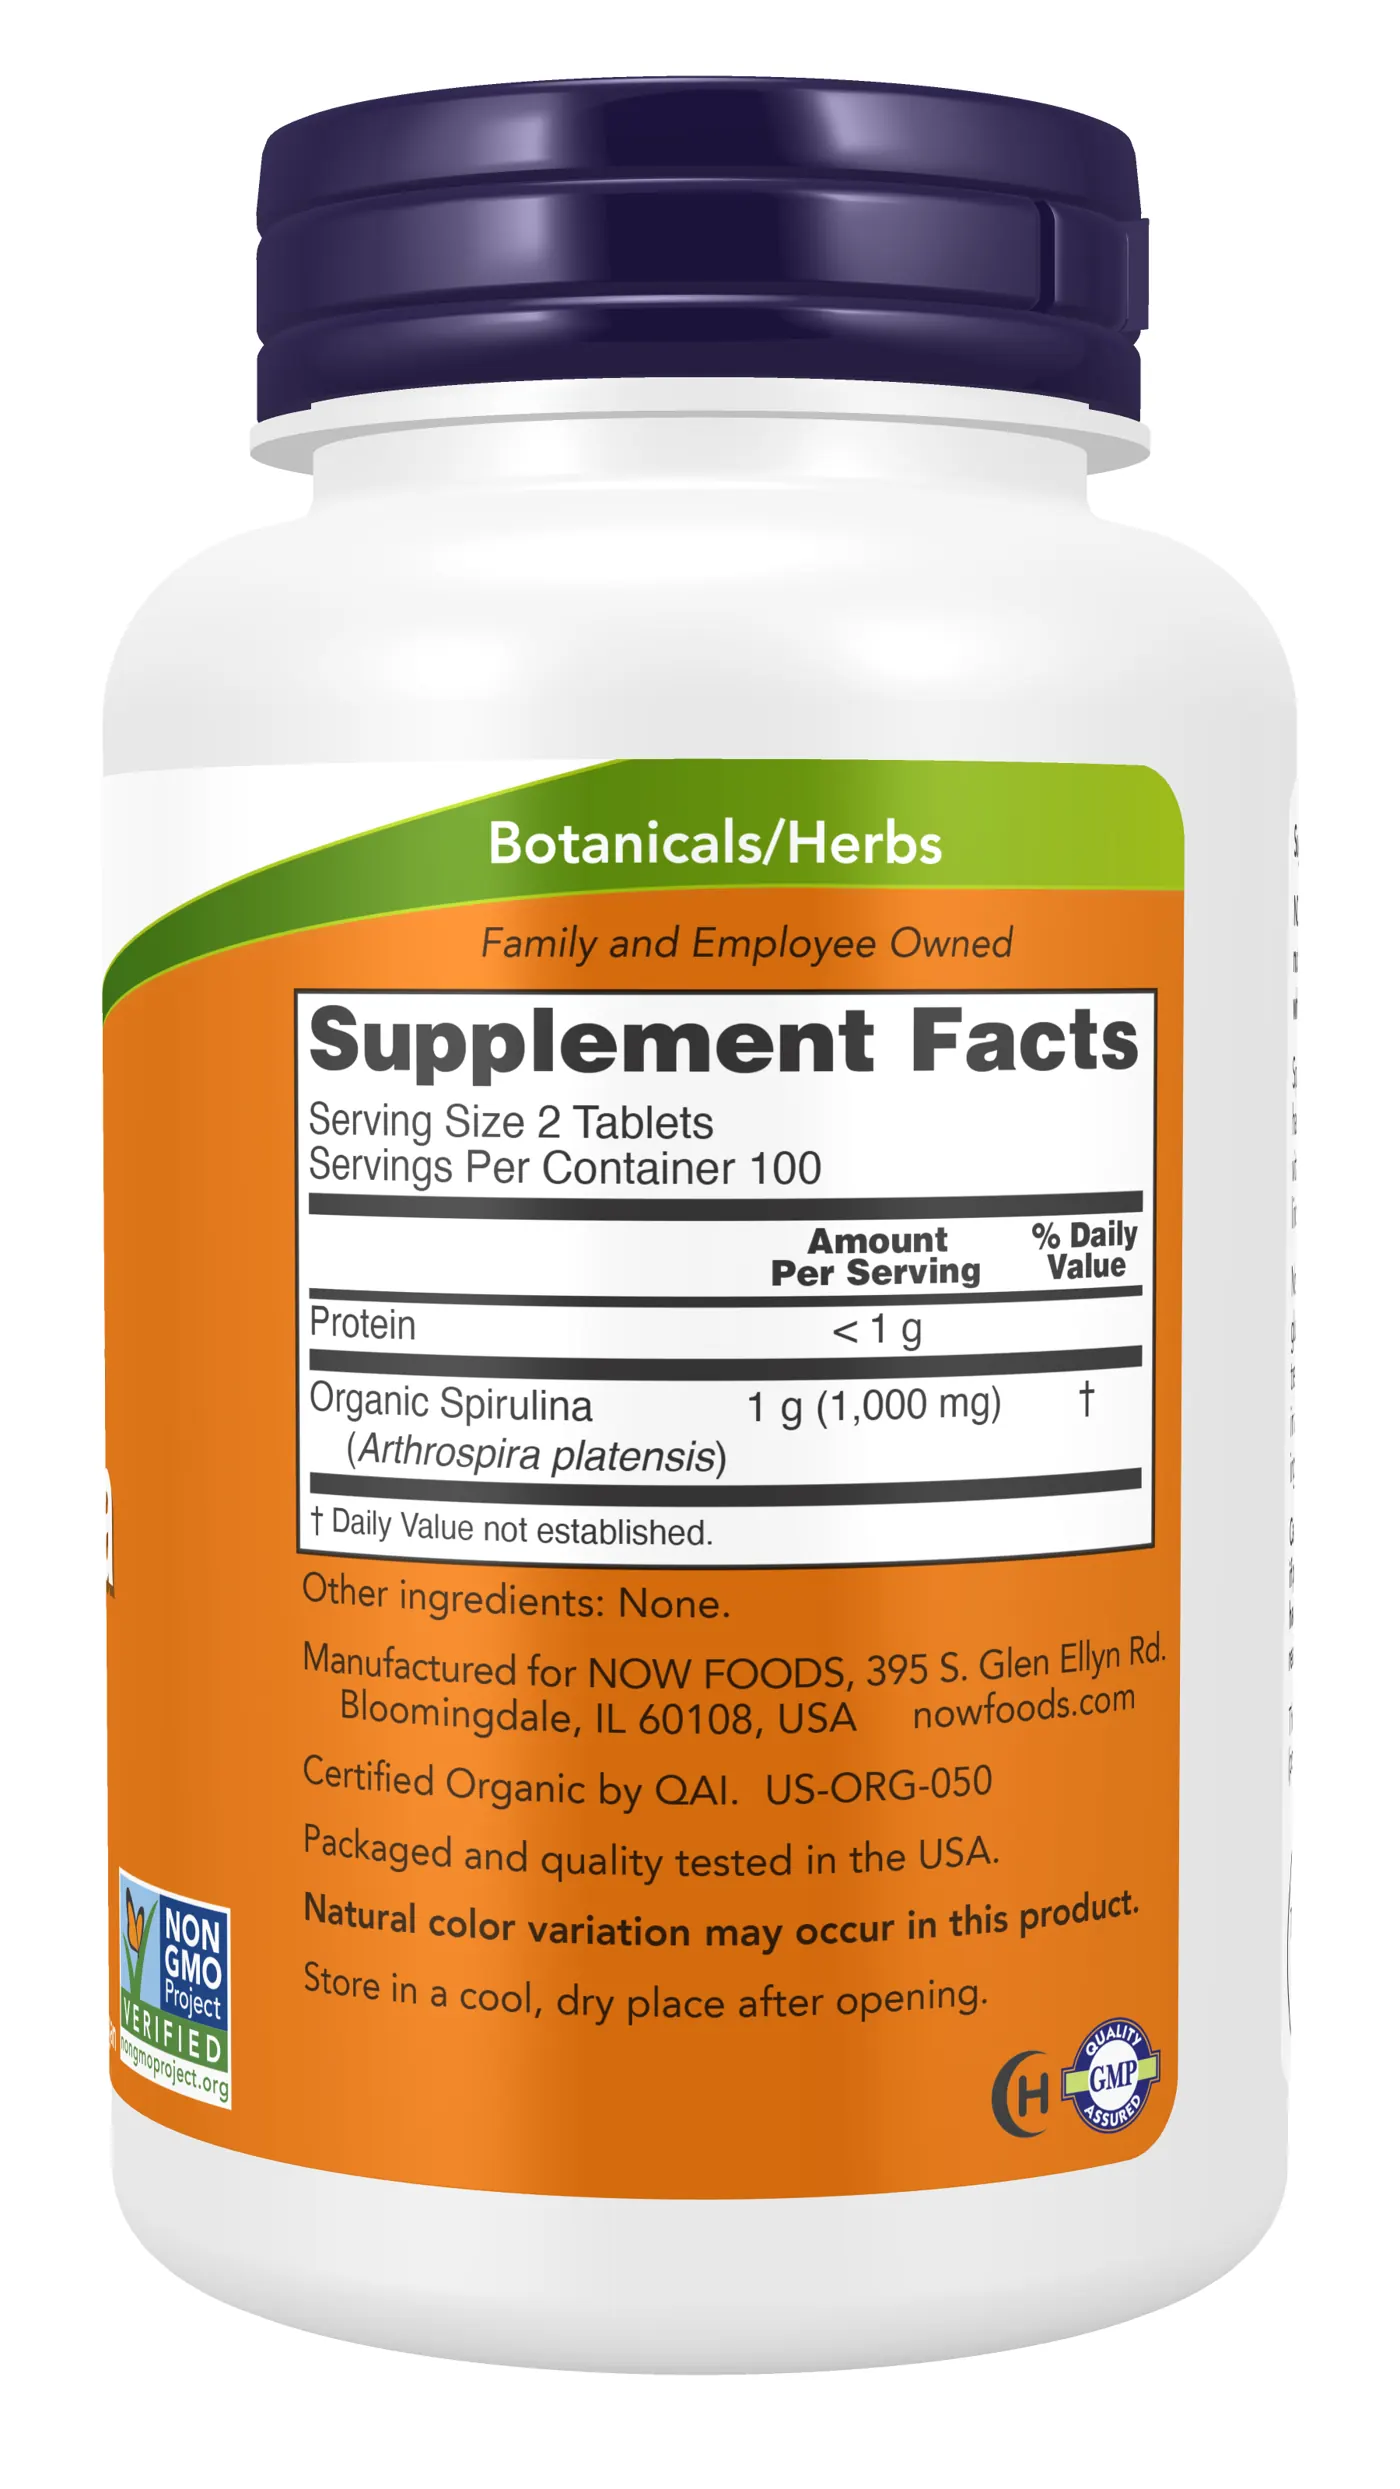 Botanicals/Herbs
Family and Employee Owned
Supplement Facts
Serving Size 2 Tablets
Servings Per Container 100
Amount Per Serving
% Daily Value
Protein < 1 g
Organic Spirulina 1 g (1,000 mg) †
(Arthrospira platensis)
† Daily Value not established.
Other ingredients: None.
Manufactured for NOW FOODS, 395 S. Glen Ellyn Rd.
Bloomingdale, IL 60108, USA nowfoods.com
Certified Organic by QAI. US-ORG-050
Packaged and quality tested in the USA.
Natural color variation may occur in this product.
Store in a cool, dry place after opening.
NON
GMO
Project
VERIFIED
nongmoproject.org
CH
QUALITY
GMP
ASSURED